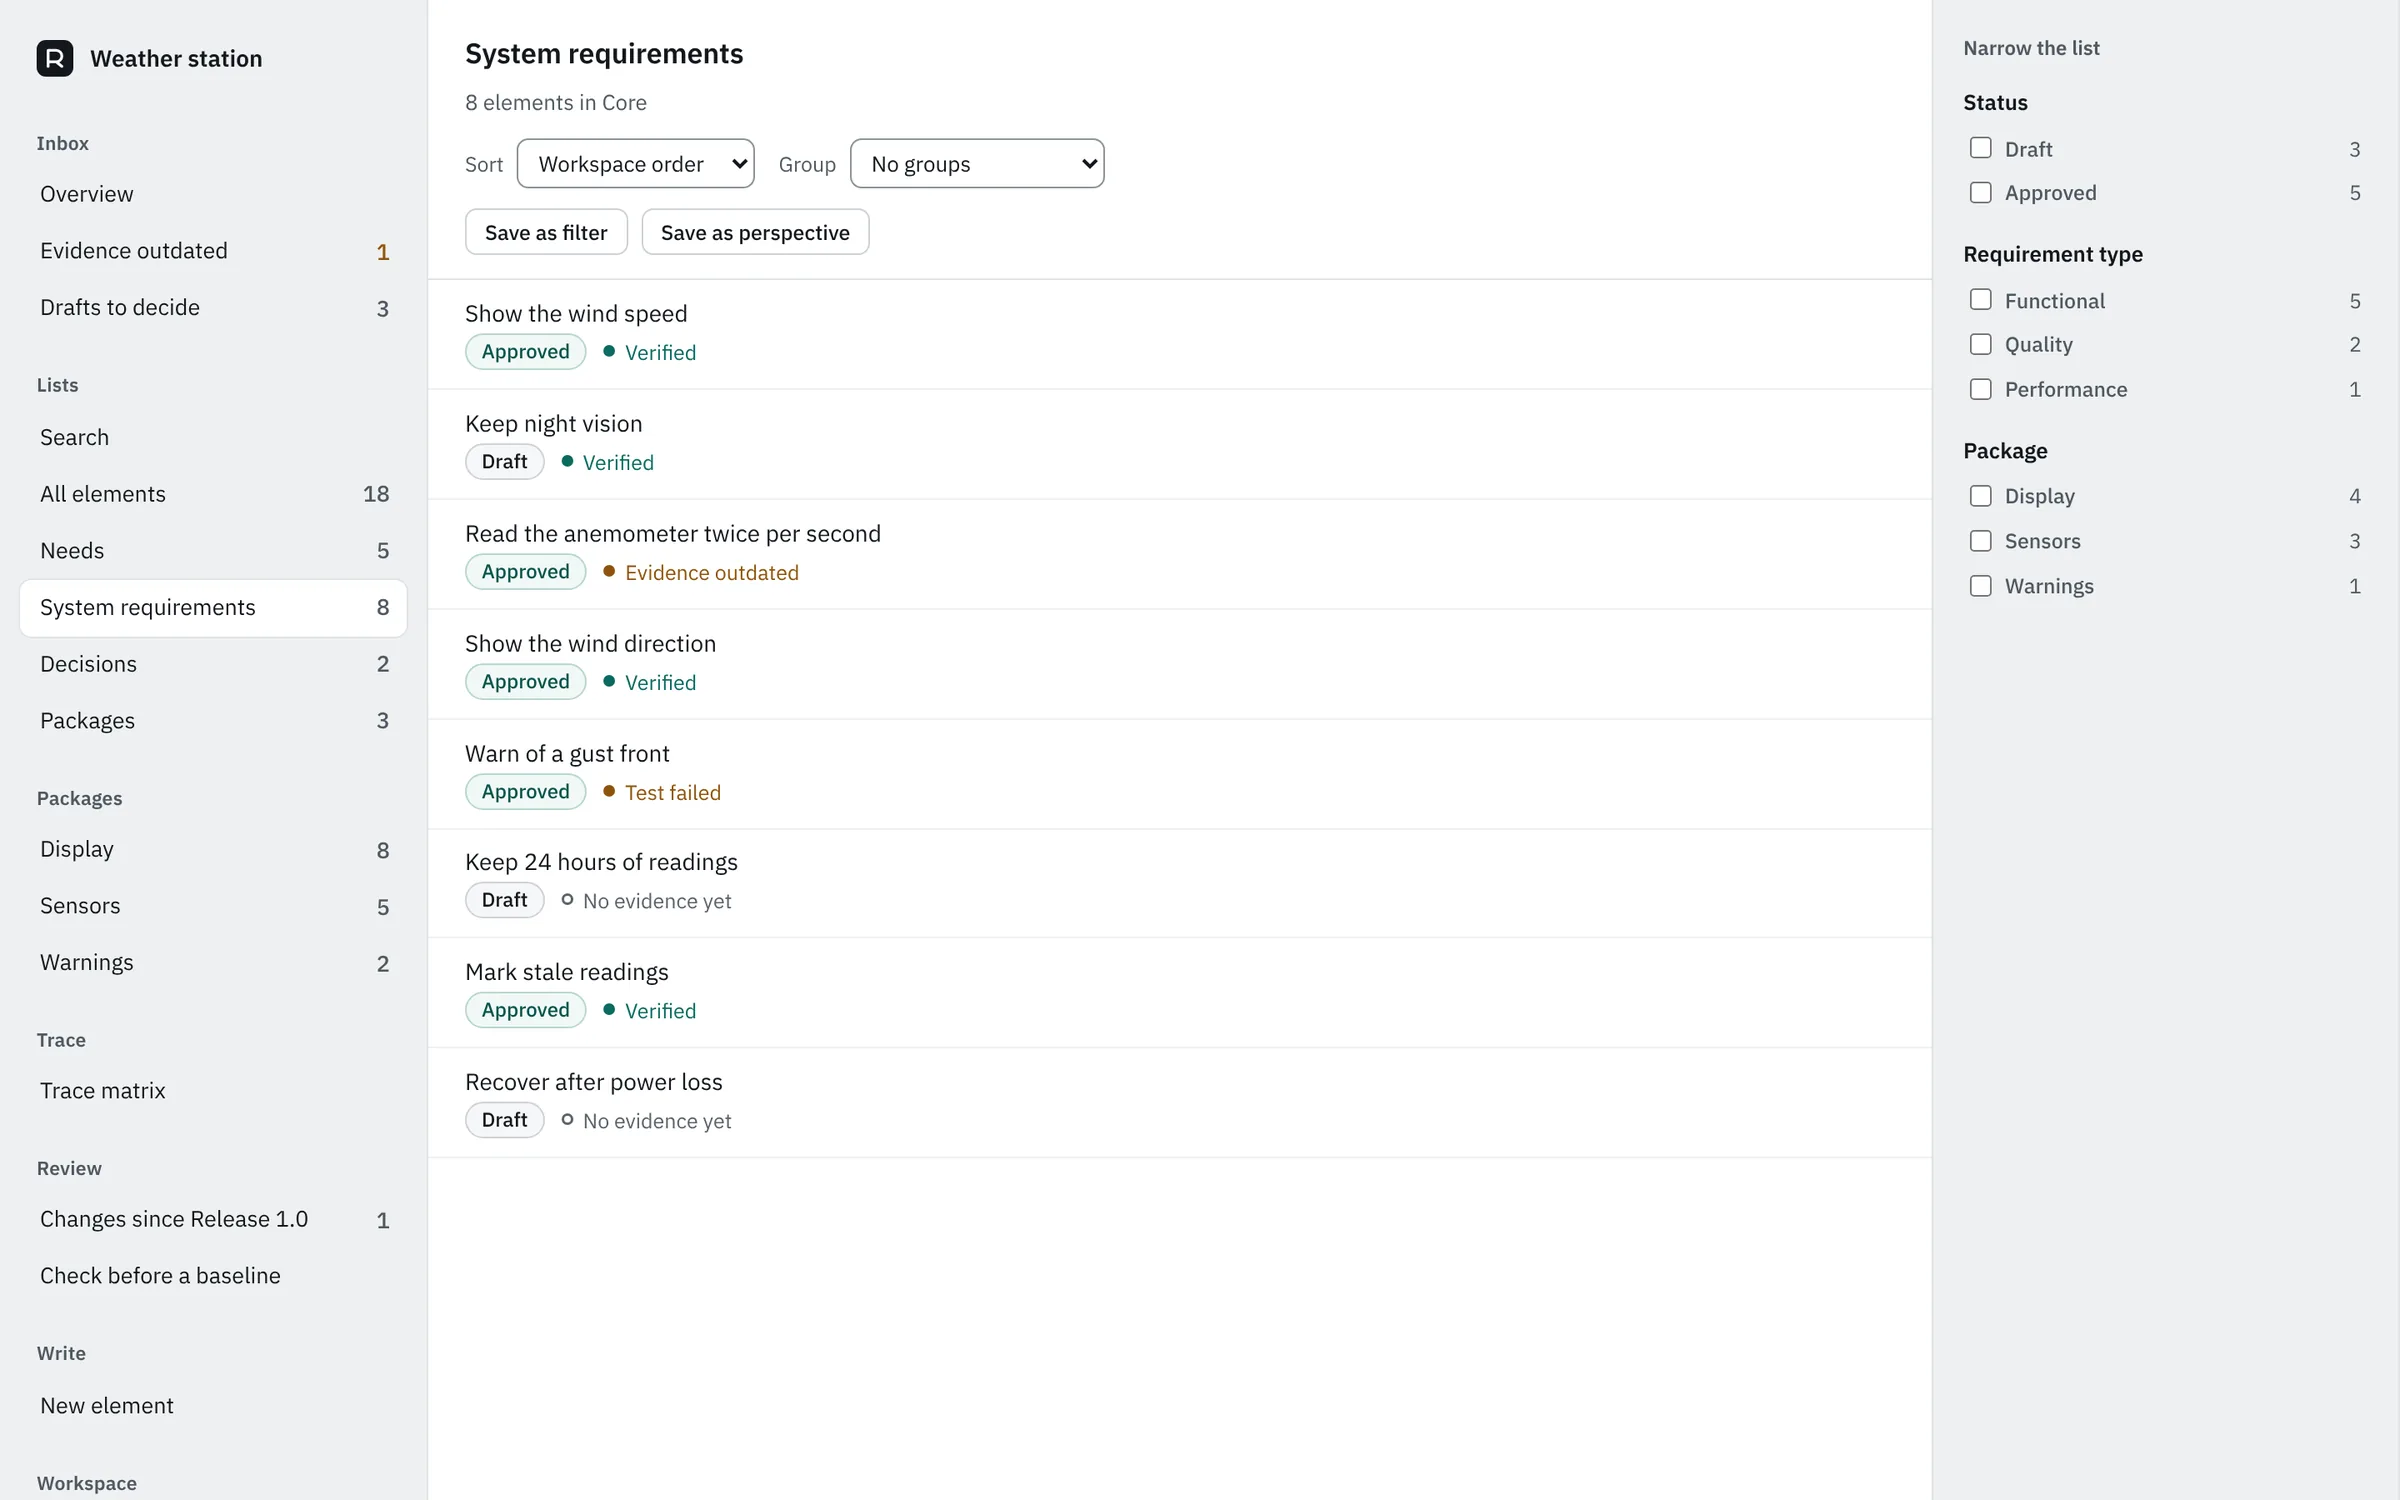 R Weather station
Inbox
Overview
Evidence outdated 1
Drafts to decide 3
Lists
Search
All elements 18
Needs 5
System requirements 8
Decisions 2
Packages 3
Packages
Display 8
Sensors 5
Warnings 2
Trace
Trace matrix
Review
Changes since Release 1.0 1
Check before a baseline
Write
New element
Workspace
System requirements
8 elements in Core
Sort Workspace order Group No groups
Save as filter Save as perspective
Show the wind speed
Approved Verified
Keep night vision
Draft Verified
Read the anemometer twice per second
Approved Evidence outdated
Show the wind direction
Approved Verified
Warn of a gust front
Approved Test failed
Keep 24 hours of readings
Draft No evidence yet
Mark stale readings
Approved Verified
Recover after power loss
Draft No evidence yet
Narrow the list
Status
Draft 3
Approved 5
Requirement type
Functional 5
Quality 2
Performance 1
Package
Display 4
Sensors 3
Warnings 1